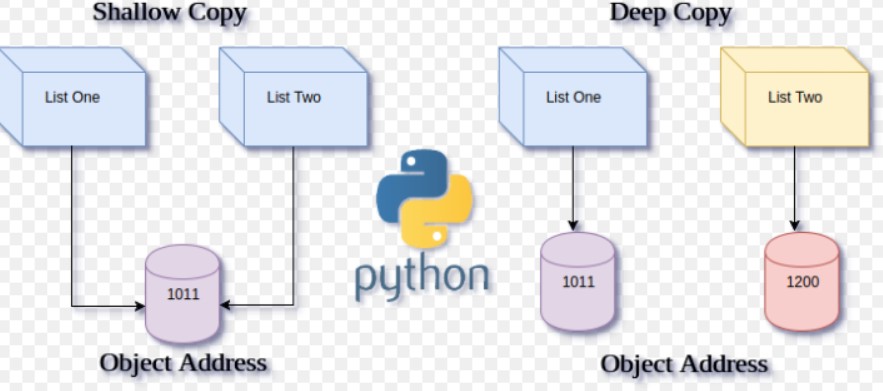 Shallow Copy
Deep Copy
List One
List Two
List One
List Two
python
1011
1011
1200
Object Address
Object Address